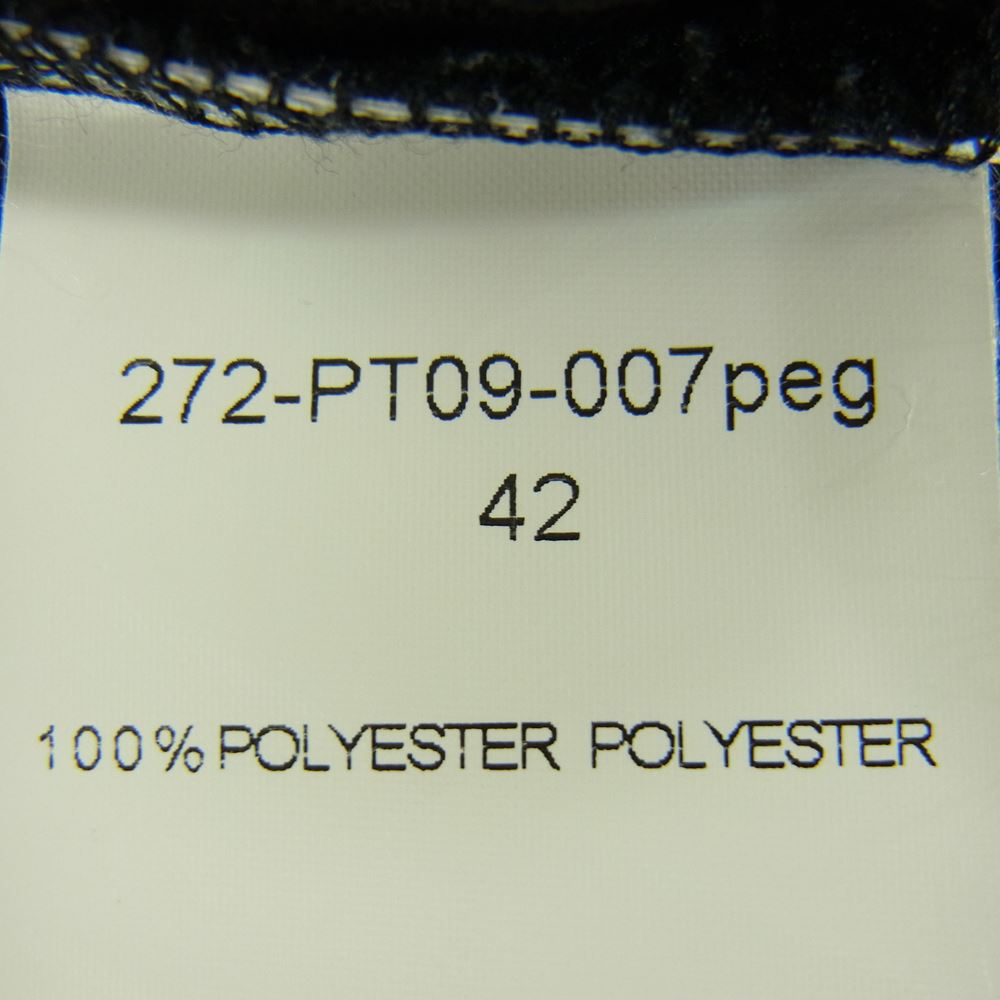 272-PT09-007peg
42
100%POLYESTER POLYESTER